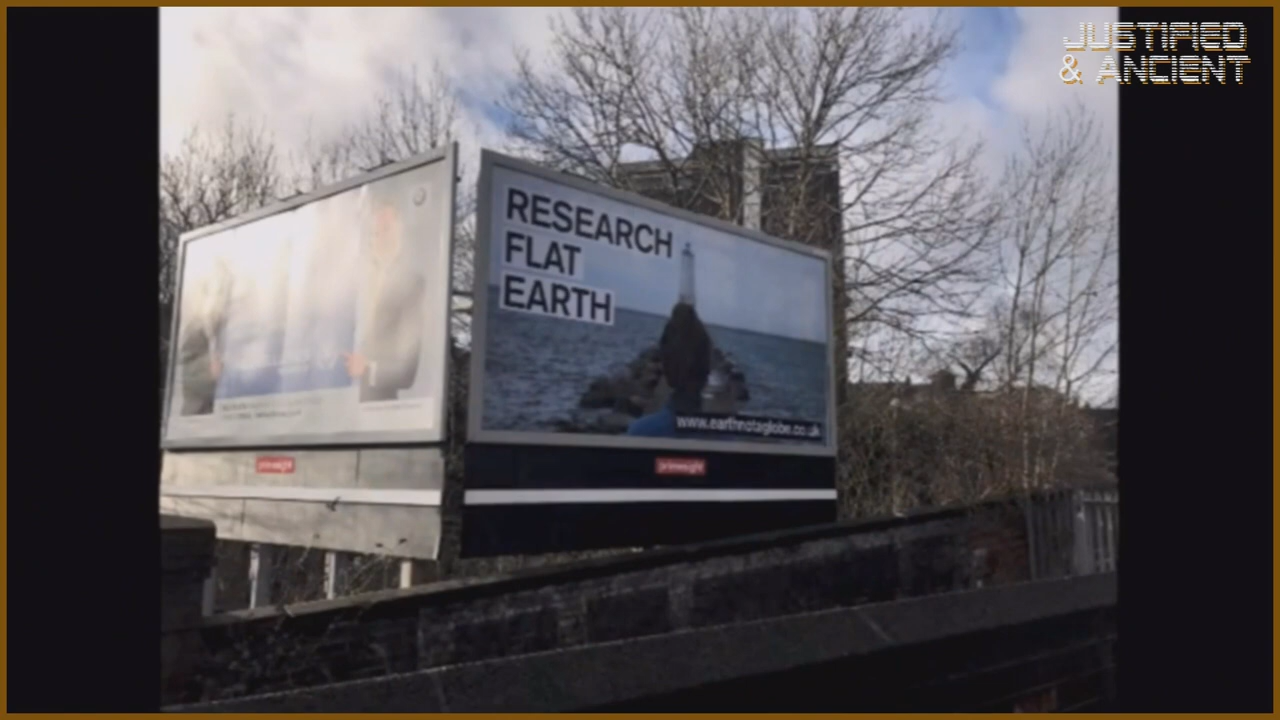 JUSTIFIED
& ANCIENT
RESEARCH
FLAT
EARTH
www.earthnotaglobe.co.uk
primesight
primesight